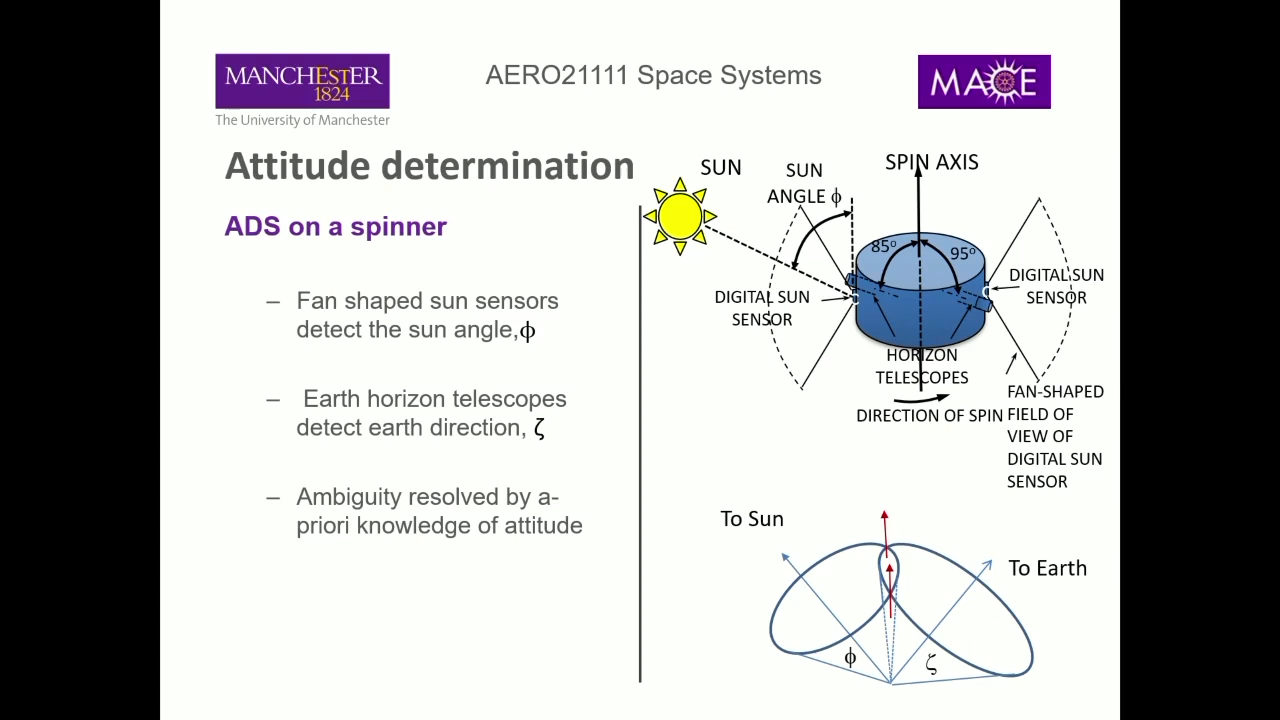 MANCHESTER
1824
The University of Manchester
AERO21111 Space Systems
MACE
Attitude determination
ADS on a spinner
– Fan shaped sun sensors
detect the sun angle,ϕ
– Earth horizon telescopes
detect earth direction, ζ
– Ambiguity resolved by a-
priori knowledge of attitude
SUN
SUN
ANGLE ϕ
SPIN AXIS
85º
95º
DIGITAL SUN
SENSOR
DIGITAL SUN
SENSOR
HORIZON
TELESCOPES
DIRECTION OF SPIN
FAN-SHAPED
FIELD OF
VIEW OF
DIGITAL SUN
SENSOR
To Sun
To Earth
ϕ
ζ